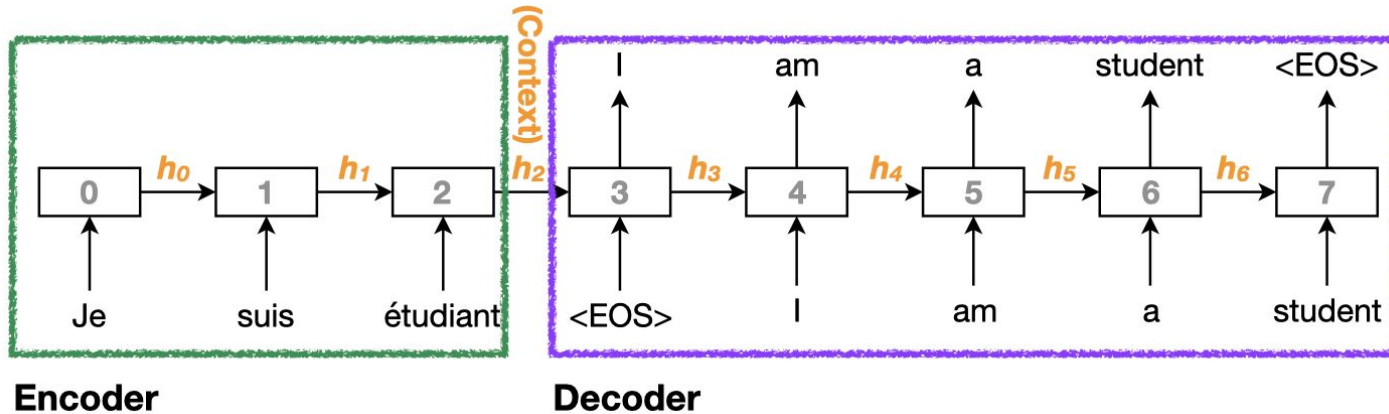 (Context)
I am a student <EOS>
h0 h1 h2 h3 h4 h5 h6
0 1 2 3 4 5 6 7
Je suis étudiant <EOS> I am a student
Encoder Decoder